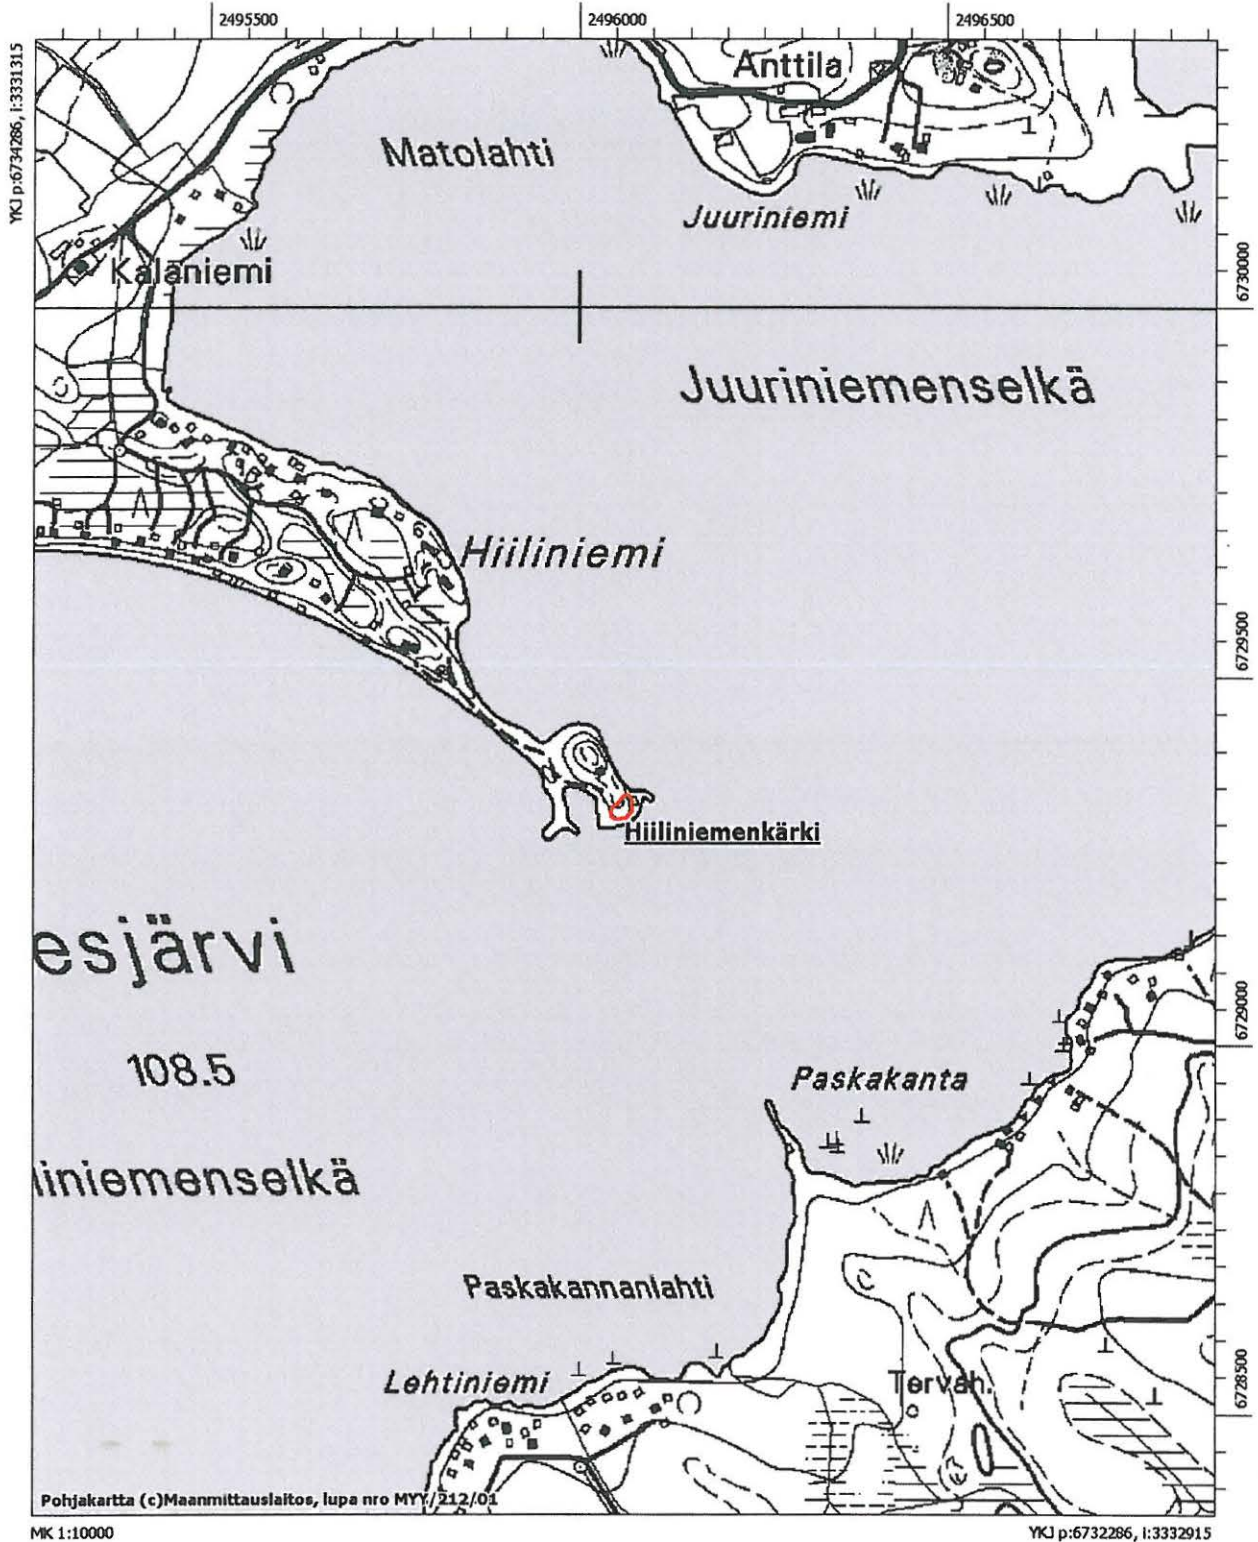 2495500
2496000
2496500
YKJ p:6734286, i:3331315
Anttila
Matolahti
Juuriniemi
Kalaniemi
6730000
Juuriniemenselkä
Hiiliniemi
6729500
Hiiliniemenkärki
esjärvi
6729000
108.5
Paskakanta
liniemenselkä
Paskakannanlahti
Lehtiniemi
Tervah.
6728500
Pohjakartta (c)Maanmittauslaitos, lupa nro MYY/212/01
MK 1:10000
YKJ p:6732286, i:3332915